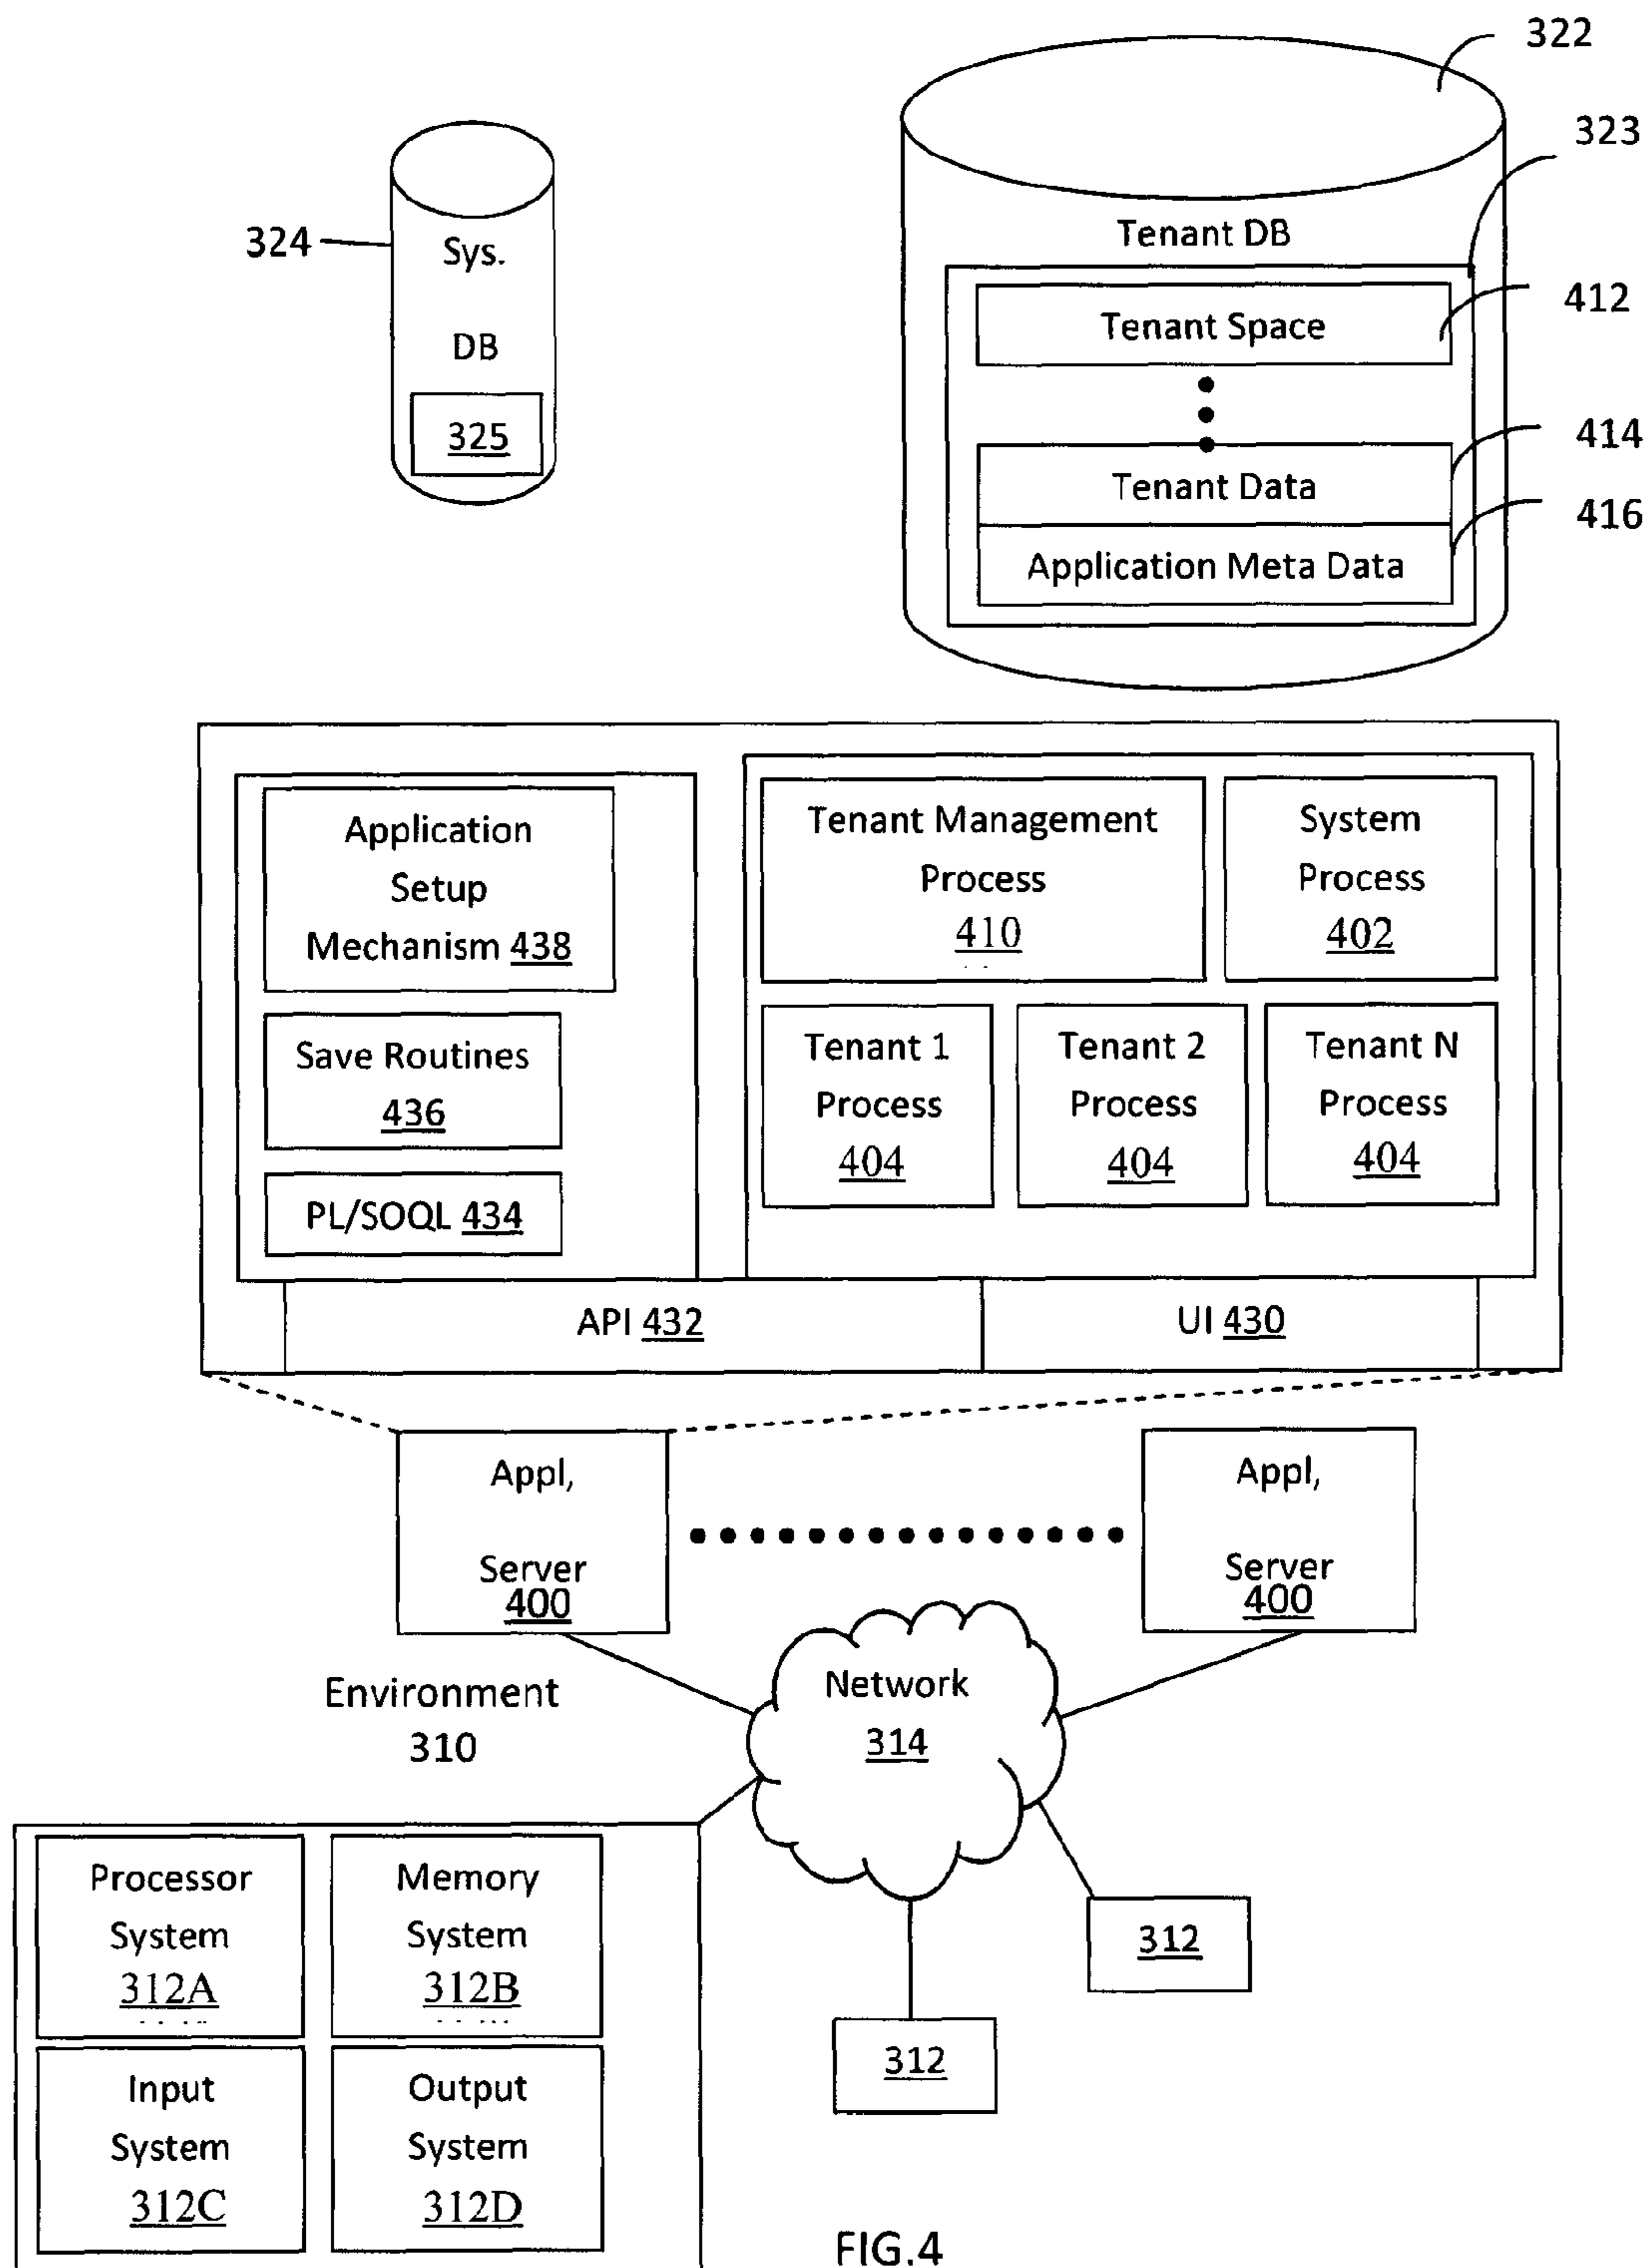 322
323
324
Sys.
DB
325
Tenant DB
Tenant Space
412
Tenant Data
414
Application Meta Data
416
Application
Setup
Mechanism 438
Save Routines
436
PL/SOQL 434
Tenant Management
Process
410
System
Process
402
Tenant 1
Process
404
Tenant 2
Process
404
Tenant N
Process
404
API 432
UI 430
Appl,
Server
400
Appl,
Server
400
Environment
310
Network
314
Processor
System
312A
Memory
System
312B
Input
System
312C
Output
System
312D
312
312
FIG.4